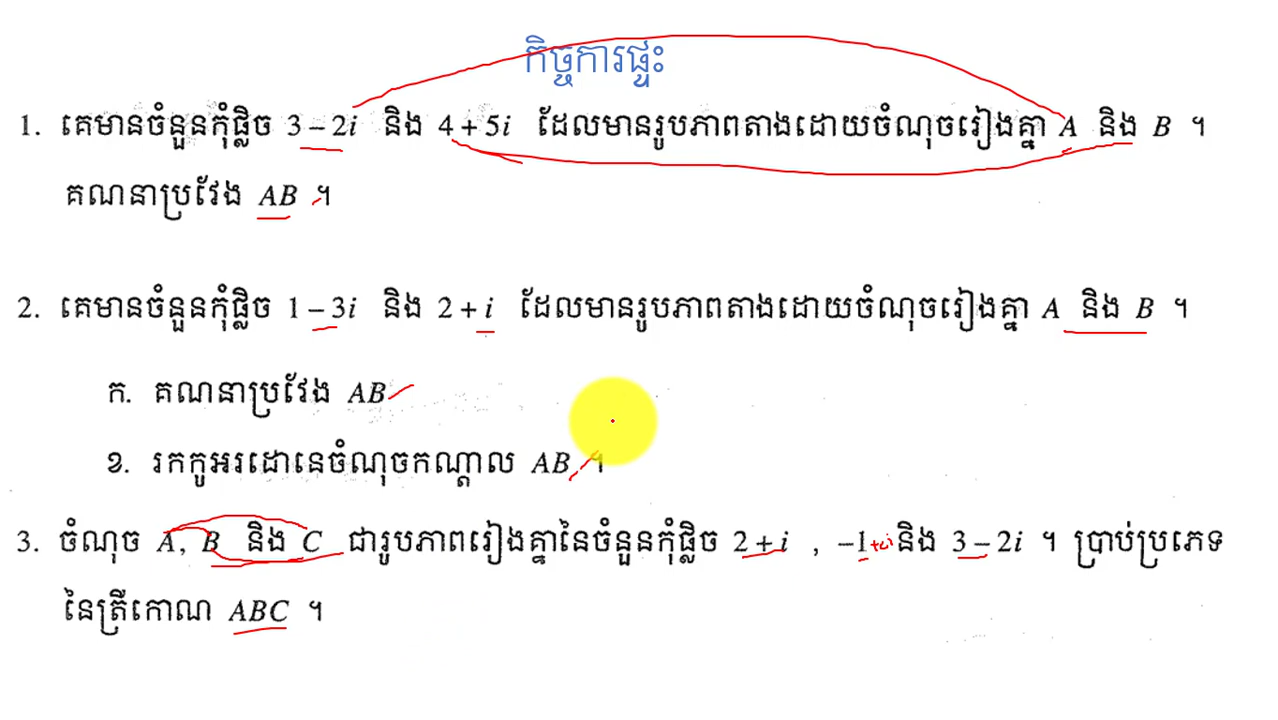 កិច្ចការផ្ទះ
1. គេមានចំនួនកុំផ្លិច 3 – 2i និង 4 + 5i ដែលមានរូបភាពតាងដោយចំណុចរៀងគ្នា A និង B ។
គណនាប្រវែង AB ។
2. គេមានចំនួនកុំផ្លិច 1 – 3i និង 2 + i ដែលមានរូបភាពតាងដោយចំណុចរៀងគ្នា A និង B ។
ក. គណនាប្រវែង AB
ខ. រកកូអរដោនេចំណុចកណ្តាល AB ។
3. ចំណុច A, B និង C ជារូបភាពរៀងគ្នានៃចំនួនកុំផ្លិច 2 + i , –1 និង 3 – 2i ។ ប្រាប់ប្រភេទ
នៃត្រីកោណ ABC ។